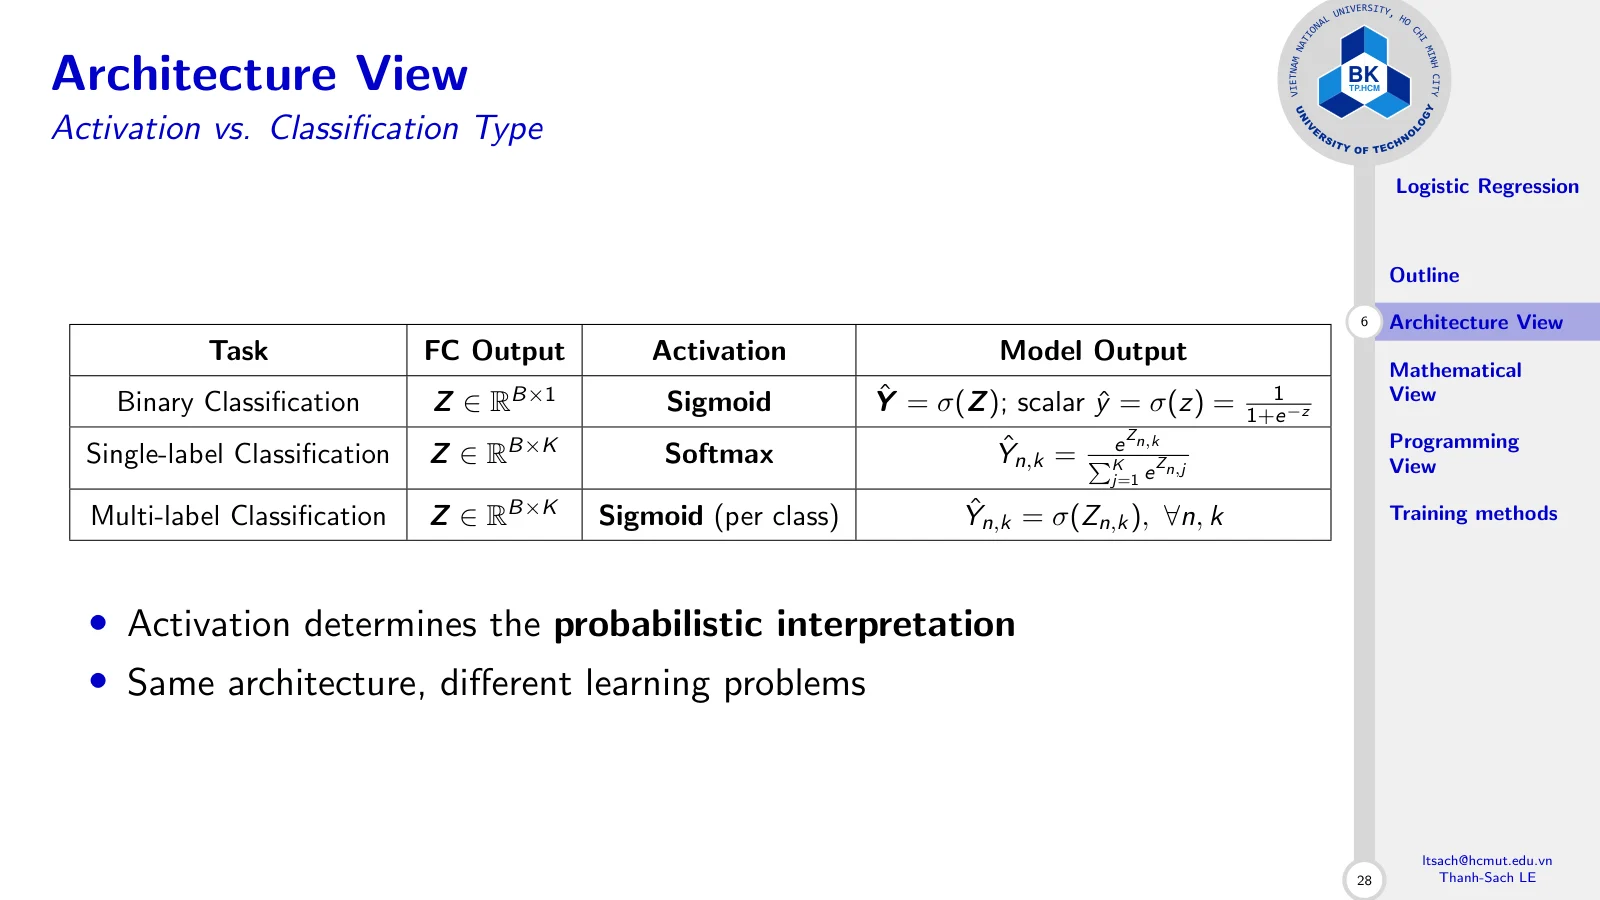 Architecture View
Activation vs. Classification Type
VIETNAM NATIONAL UNIVERSITY, HO CHI MINH CITY
BK
TP.HCM
UNIVERSITY OF TECHNOLOGY
Logistic Regression
Outline
6 Architecture View
Mathematical
View
Programming
View
Training methods
Task | FC Output | Activation | Model Output
Binary Classification | Z ∈ ℝ^{B×1} | Sigmoid | Ŷ = σ(Z); scalar ŷ = σ(z) = \frac{1}{1+e^{−z}}
Single-label Classification | Z ∈ ℝ^{B×K} | Softmax | Ŷ_{n,k} = \frac{e^{Z_{n,k}}}{∑_{j=1}^{K} e^{Z_{n,j}}}
Multi-label Classification | Z ∈ ℝ^{B×K} | Sigmoid (per class) | Ŷ_{n,k} = σ(Z_{n,k}), ∀n, k
• Activation determines the probabilistic interpretation
• Same architecture, different learning problems
ltsach@hcmut.edu.vn
Thanh-Sach LE
28